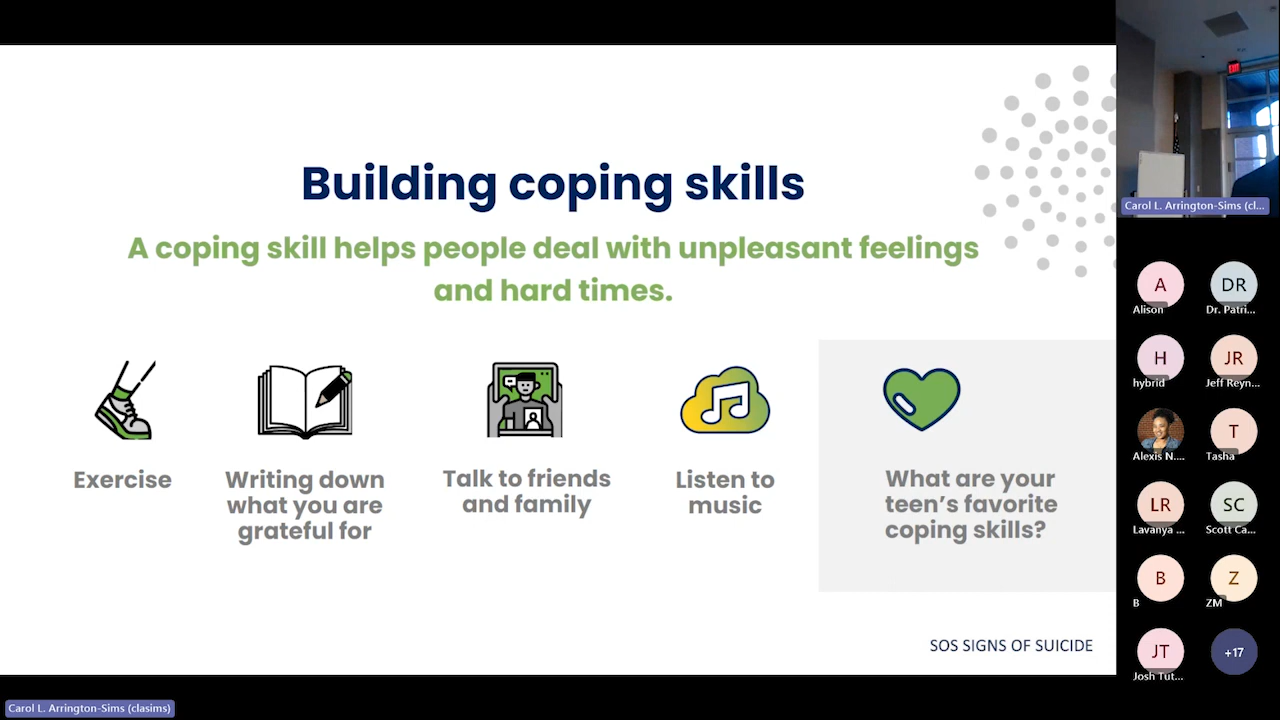 Building coping skills
A coping skill helps people deal with unpleasant feelings
and hard times.
Exercise
Writing down
what you are
grateful for
Talk to friends
and family
Listen to
music
What are your
teen's favorite
coping skills?
SOS SIGNS OF SUICIDE
Carol L. Arrington-Sims (clasims)
Carol L. Arrington-Sims (cl...
A
Alison
DR
Dr. Patri...
H
hybrid
JR
Jeff Reyn...
Alexis N....
T
Tasha
LR
Lavanya ...
SC
Scott Ca...
B
B
Z
ZM
JT
Josh Tut...
+17